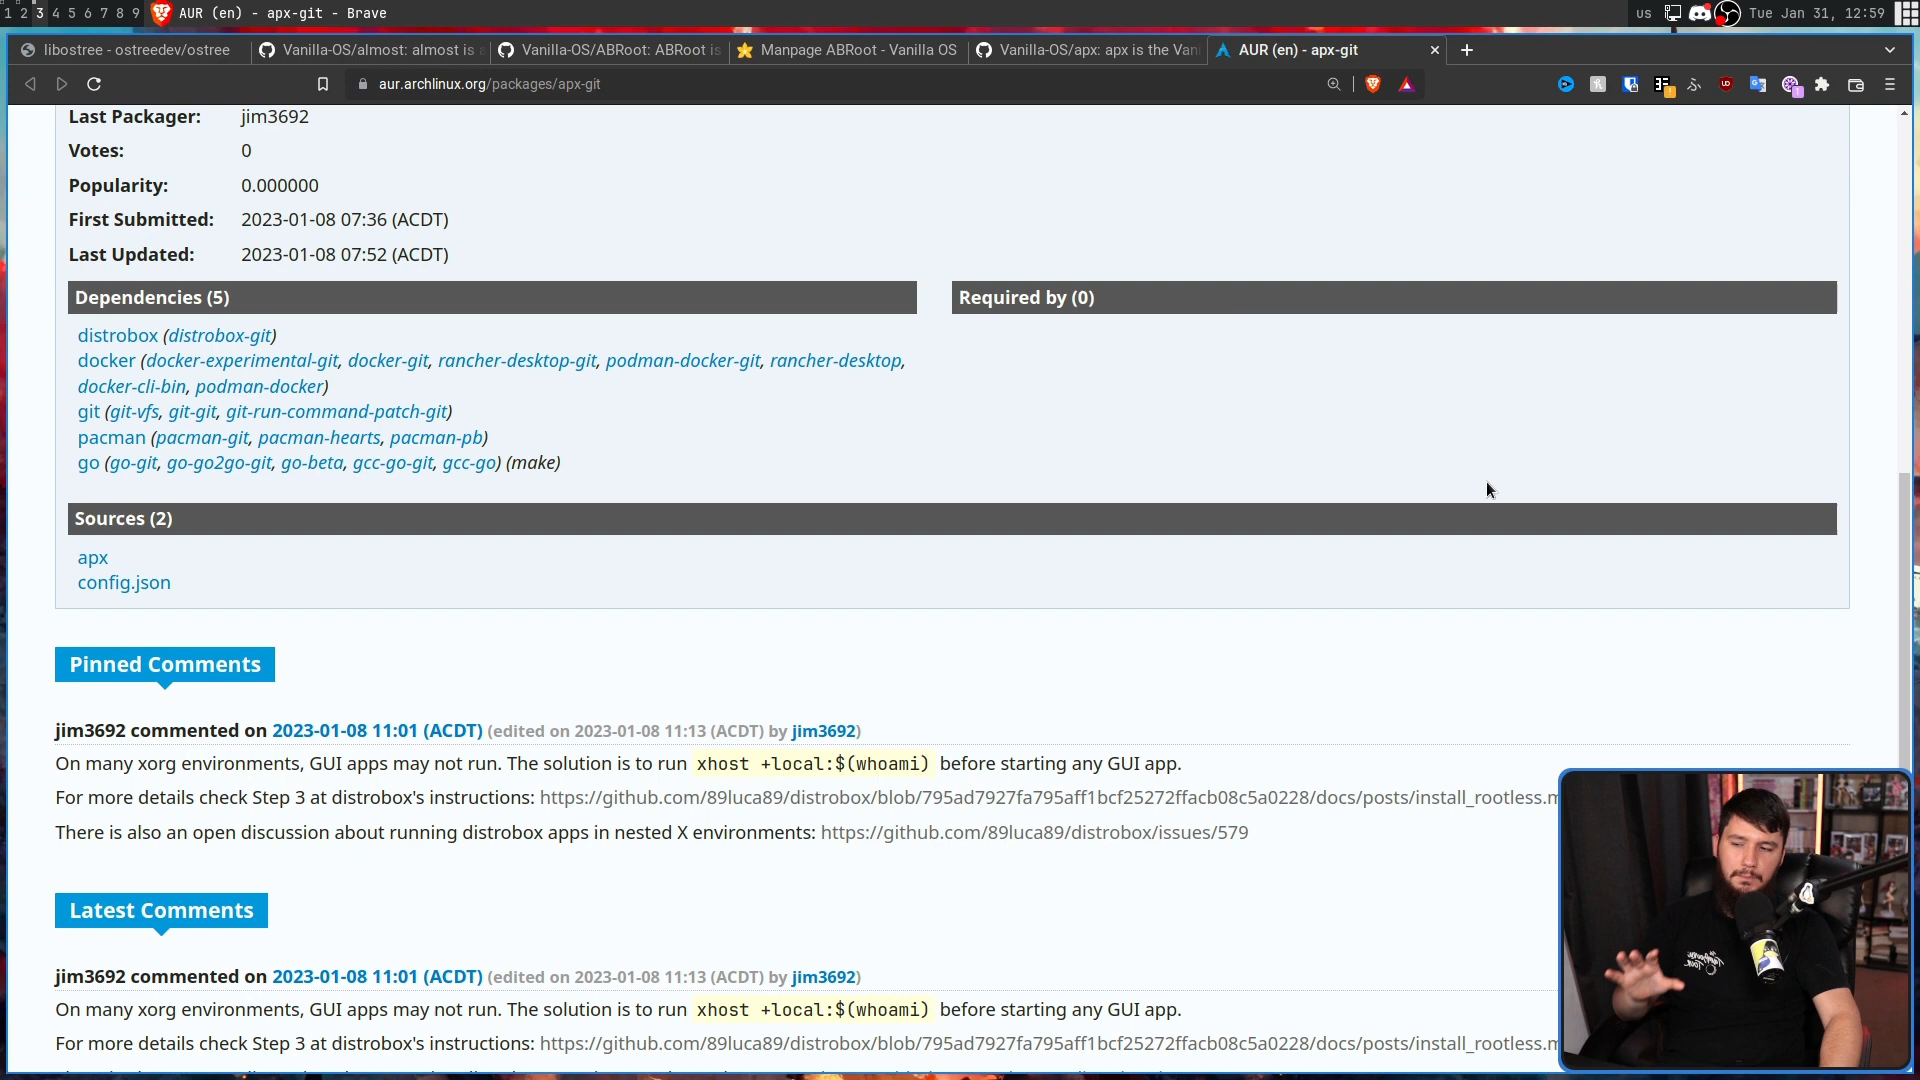 1 2 3 4 5 6 7 8 9 AUR (en) - apx-git - Brave us Tue Jan 31, 12:59
libostree - ostreedev/ostree Vanilla-OS/almost: almost is a Vanilla-OS/ABRoot: ABRoot is Manpage ABRoot - Vanilla OS Vanilla-OS/apx: apx is the Van AUR (en) - apx-git
aur.archlinux.org/packages/apx-git
Last Packager: jim3692
Votes: 0
Popularity: 0.000000
First Submitted: 2023-01-08 07:36 (ACDT)
Last Updated: 2023-01-08 07:52 (ACDT)
Dependencies (5) Required by (0)
distrobox (distrobox-git)
docker (docker-experimental-git, docker-git, rancher-desktop-git, podman-docker-git, rancher-desktop,
docker-cli-bin, podman-docker)
git (git-vfs, git-git, git-run-command-patch-git)
pacman (pacman-git, pacman-hearts, pacman-pb)
go (go-git, go-go2go-git, go-beta, gcc-go-git, gcc-go) (make)
Sources (2)
apx
config.json
Pinned Comments
jim3692 commented on 2023-01-08 11:01 (ACDT) (edited on 2023-01-08 11:13 (ACDT) by jim3692)
On many xorg environments, GUI apps may not run. The solution is to run xhost +local:$(whoami) before starting any GUI app.
For more details check Step 3 at distrobox's instructions: https://github.com/89luca89/distrobox/blob/795ad7927fa795aff1bcf25272ffacb08c5a0228/docs/posts/install_rootless.m
There is also an open discussion about running distrobox apps in nested X environments: https://github.com/89luca89/distrobox/issues/579
Latest Comments
jim3692 commented on 2023-01-08 11:01 (ACDT) (edited on 2023-01-08 11:13 (ACDT) by jim3692)
On many xorg environments, GUI apps may not run. The solution is to run xhost +local:$(whoami) before starting any GUI app.
For more details check Step 3 at distrobox's instructions: https://github.com/89luca89/distrobox/blob/795ad7927fa795aff1bcf25272ffacb08c5a0228/docs/posts/install_rootless.m